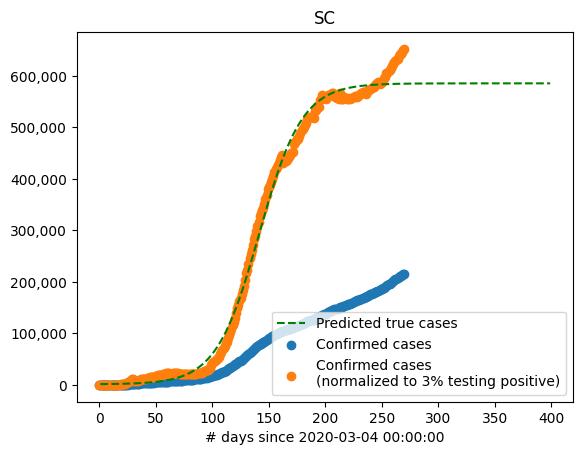 SC
600,000
500,000
400,000
300,000
200,000
100,000
0
Predicted true cases
Confirmed cases
Confirmed cases
(normalized to 3% testing positive)
0 50 100 150 200 250 300 350 400
# days since 2020-03-04 00:00:00